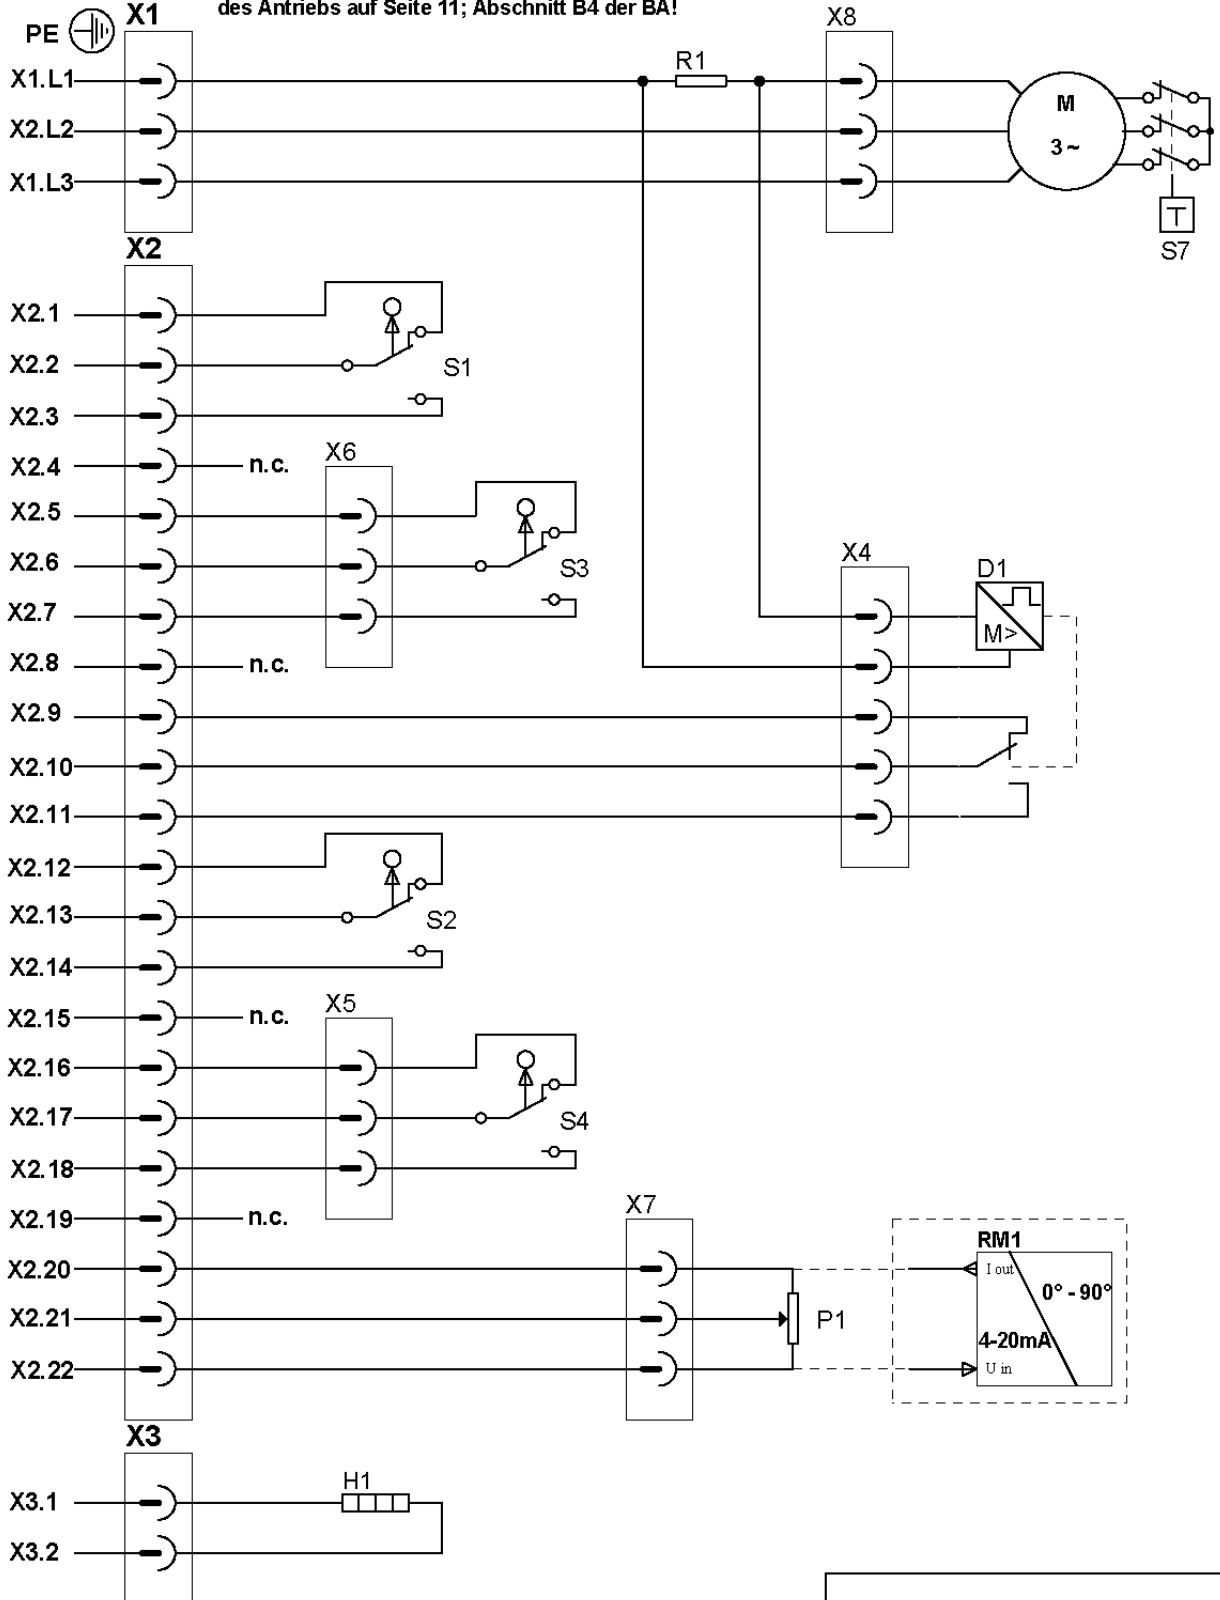 des Antriebs auf Seite 11; Abschnitt B4 der BA!
PE
X1
X8
X1.L1
R1
X2.L2
X1.L3
M
3 ~
T
S7
X2
X2.1
X2.2
S1
X2.3
X2.4
n.c.
X6
X2.5
X2.6
S3
X2.7
X2.8
n.c.
X4
D1
M>
X2.9
X2.10
X2.11
X2.12
X2.13
S2
X2.14
X2.15
n.c.
X5
X2.16
X2.17
S4
X2.18
X2.19
n.c.
X7
X2.20
X2.21
P1
X2.22
RM1
I out
0° - 90°
4-20mA
U in
X3
X3.1
H1
X3.2